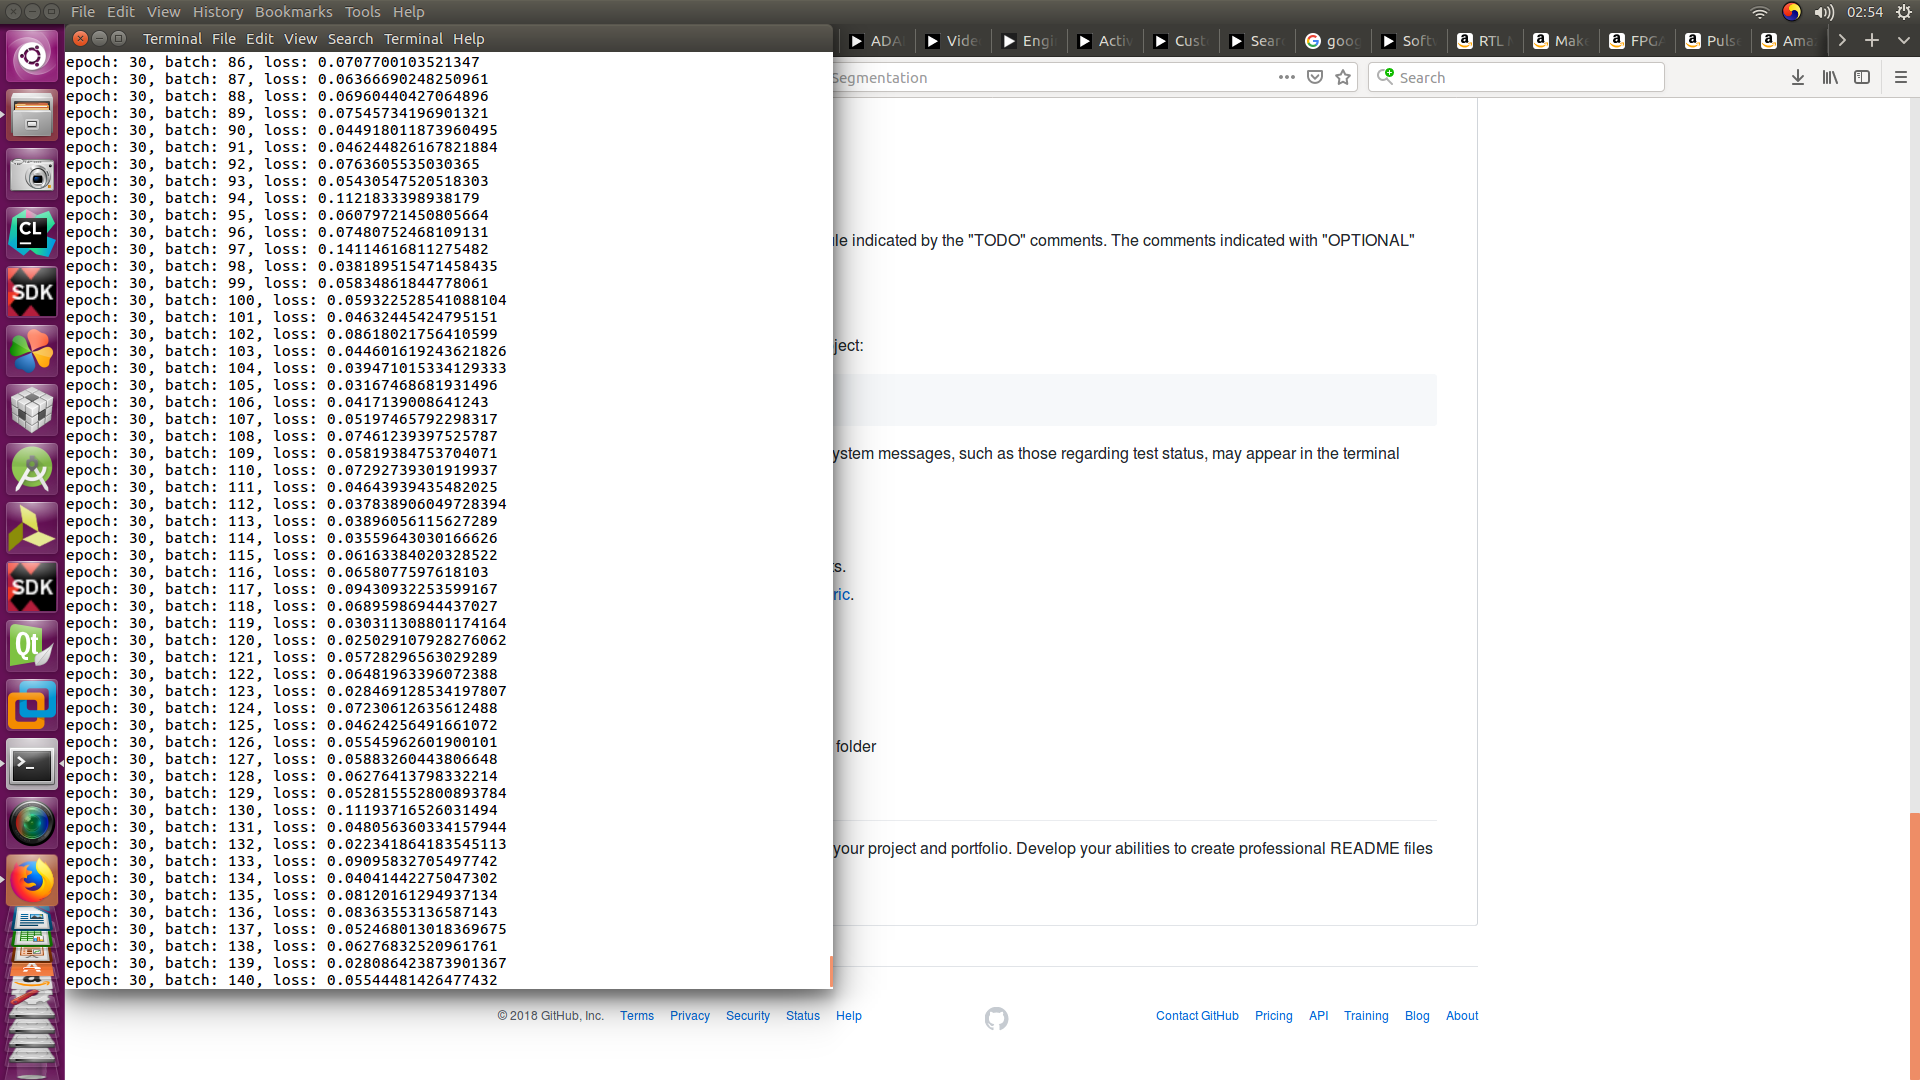 File Edit View History Bookmarks Tools Help
02:54
Terminal File Edit View Search Terminal Help
ADA Vide Engi Activ Cust Sear goog Soft RTL Make FPGA Puls Ama
Segmentation
Search
epoch: 30, batch: 86, loss: 0.0707700103521347
epoch: 30, batch: 87, loss: 0.06366690248250961
epoch: 30, batch: 88, loss: 0.06960440427064896
epoch: 30, batch: 89, loss: 0.07545734196901321
epoch: 30, batch: 90, loss: 0.044918011873960495
epoch: 30, batch: 91, loss: 0.046244826167821884
epoch: 30, batch: 92, loss: 0.0763605535030365
epoch: 30, batch: 93, loss: 0.05430547520518303
epoch: 30, batch: 94, loss: 0.1121833398938179
epoch: 30, batch: 95, loss: 0.06079721450805664
epoch: 30, batch: 96, loss: 0.07480752468109131
epoch: 30, batch: 97, loss: 0.14114616811275482
epoch: 30, batch: 98, loss: 0.038189515471458435
epoch: 30, batch: 99, loss: 0.05834861844778061
epoch: 30, batch: 100, loss: 0.059322528541088104
epoch: 30, batch: 101, loss: 0.04632445424795151
epoch: 30, batch: 102, loss: 0.08618021756410599
epoch: 30, batch: 103, loss: 0.044601619243621826
epoch: 30, batch: 104, loss: 0.039471015334129333
epoch: 30, batch: 105, loss: 0.03167468681931496
epoch: 30, batch: 106, loss: 0.0417139008641243
epoch: 30, batch: 107, loss: 0.05197465792298317
epoch: 30, batch: 108, loss: 0.07461239397525787
epoch: 30, batch: 109, loss: 0.05819384753704071
epoch: 30, batch: 110, loss: 0.07292739301919937
epoch: 30, batch: 111, loss: 0.04643939435482025
epoch: 30, batch: 112, loss: 0.037838906049728394
epoch: 30, batch: 113, loss: 0.03896056115627289
epoch: 30, batch: 114, loss: 0.03559643030166626
epoch: 30, batch: 115, loss: 0.06163384020328522
epoch: 30, batch: 116, loss: 0.0658077597618103
epoch: 30, batch: 117, loss: 0.09430932253599167
epoch: 30, batch: 118, loss: 0.06895986944437027
epoch: 30, batch: 119, loss: 0.030311308801174164
epoch: 30, batch: 120, loss: 0.025029107928276062
epoch: 30, batch: 121, loss: 0.05728296563029289
epoch: 30, batch: 122, loss: 0.06481963396072388
epoch: 30, batch: 123, loss: 0.028469128534197807
epoch: 30, batch: 124, loss: 0.07230612635612488
epoch: 30, batch: 125, loss: 0.04624256491661072
epoch: 30, batch: 126, loss: 0.05545962601900101
epoch: 30, batch: 127, loss: 0.05883260443806648
epoch: 30, batch: 128, loss: 0.06276413798332214
epoch: 30, batch: 129, loss: 0.052815552800893784
epoch: 30, batch: 130, loss: 0.11193716526031494
epoch: 30, batch: 131, loss: 0.048056360334157944
epoch: 30, batch: 132, loss: 0.022341864183545113
epoch: 30, batch: 133, loss: 0.09095832705497742
epoch: 30, batch: 134, loss: 0.04041442275047302
epoch: 30, batch: 135, loss: 0.08120161294937134
epoch: 30, batch: 136, loss: 0.08363553136587143
epoch: 30, batch: 137, loss: 0.052468013018369675
epoch: 30, batch: 138, loss: 0.06276832520961761
epoch: 30, batch: 139, loss: 0.028086423873901367
epoch: 30, batch: 140, loss: 0.05544481426477432
ule indicated by the "TODO" comments. The comments indicated with "OPTIONAL"
ject:
ystem messages, such as those regarding test status, may appear in the terminal
ts.
ric.
folder
your project and portfolio. Develop your abilities to create professional README files
© 2018 GitHub, Inc. Terms Privacy Security Status Help
Contact GitHub Pricing API Training Blog About
CL
SDK
SDK
Qt